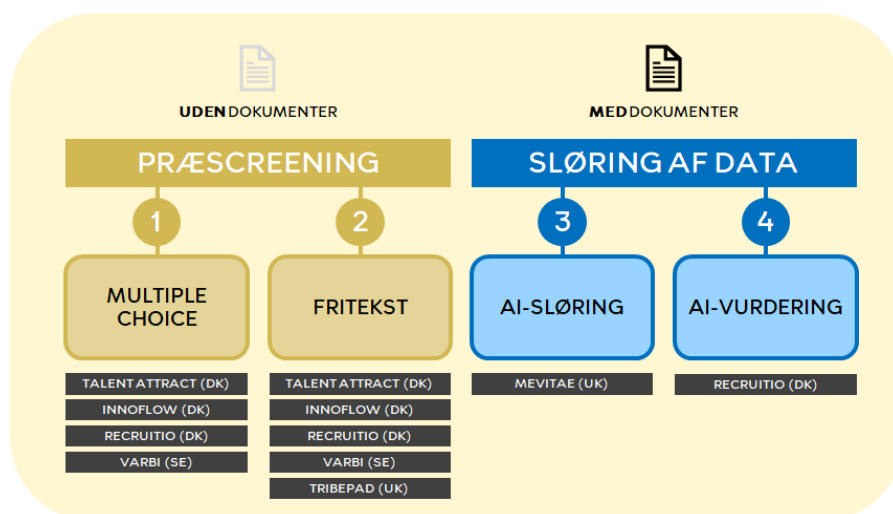 UDEN DOKUMENTER
MED DOKUMENTER
PRÆSCREENING
SLØRING AF DATA
1
2
3
4
MULTIPLE
CHOICE
FRITEKST
AI-SLØRING
AI-VURDERING
TALENT ATTRACT (DK)
INNOFLOW (DK)
RECRUITIO (DK)
VARBI (SE)
TALENT ATTRACT (DK)
INNOFLOW (DK)
RECRUITIO (DK)
VARBI (SE)
TRIBEPAD (UK)
MEVITAE (UK)
RECRUITIO (DK)